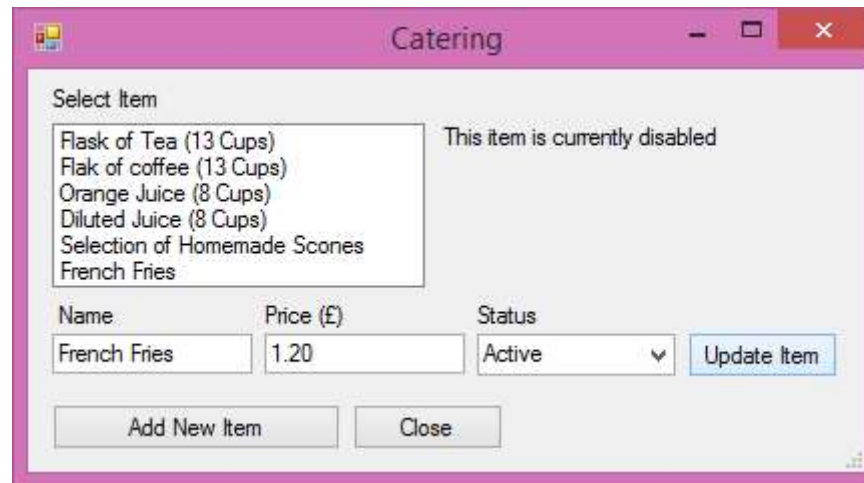 Catering
Select Item
Flask of Tea (13 Cups)
Flak of coffee (13 Cups)
Orange Juice (8 Cups)
Diluted Juice (8 Cups)
Selection of Homemade Scones
French Fries
This item is currently disabled
Name Price (£) Status
French Fries 1.20 Active Update Item
Add New Item Close